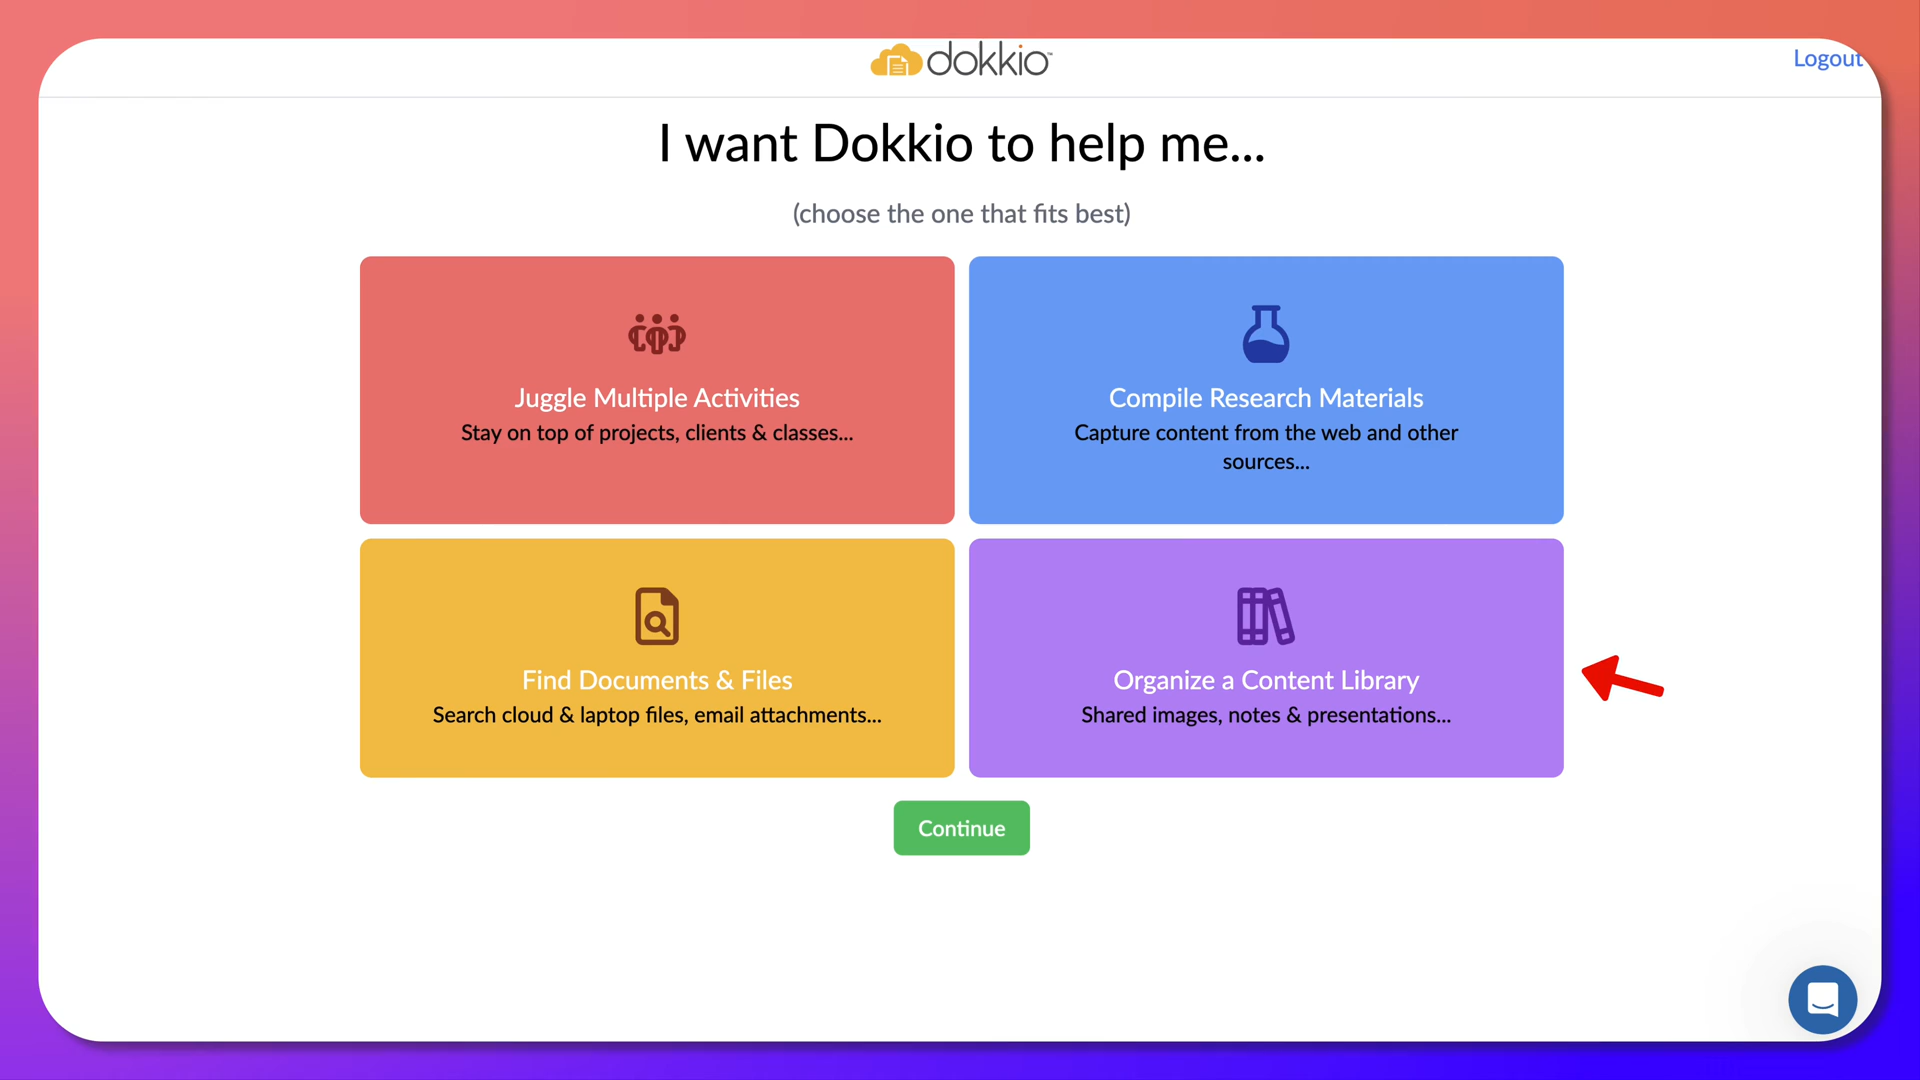 dokkio™
Logout
I want Dokkio to help me...
(choose the one that fits best)
Juggle Multiple Activities
Stay on top of projects, clients & classes...
Compile Research Materials
Capture content from the web and other
sources...
Find Documents & Files
Search cloud & laptop files, email attachments...
Organize a Content Library
Shared images, notes & presentations...
Continue